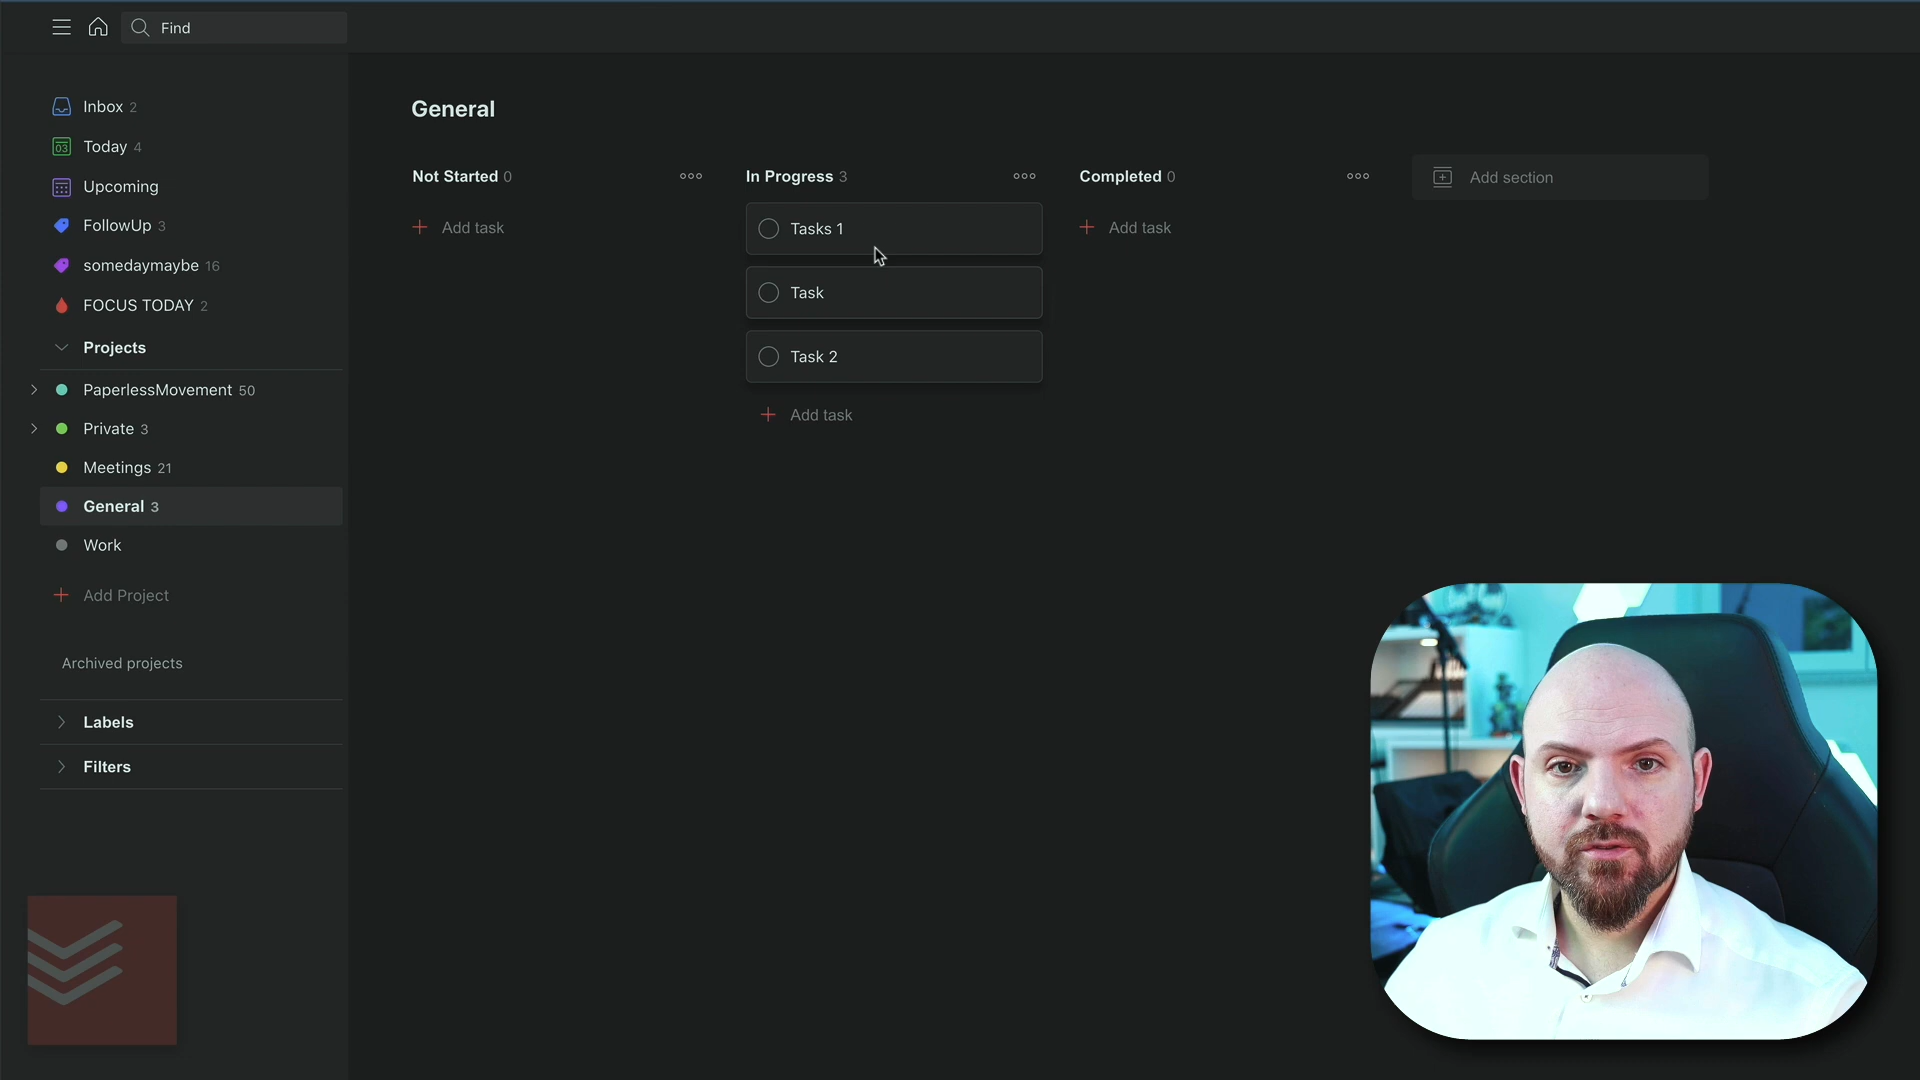 Find
Inbox 2
03 Today 4
Upcoming
FollowUp 3
somedaymaybe 16
FOCUS TODAY 2
Projects
PaperlessMovement 50
Private 3
Meetings 21
General 3
Work
Add Project
Archived projects
Labels
Filters
General
Not Started 0
Add task
In Progress 3
Tasks 1
Task
Task 2
Add task
Completed 0
Add task
Add section